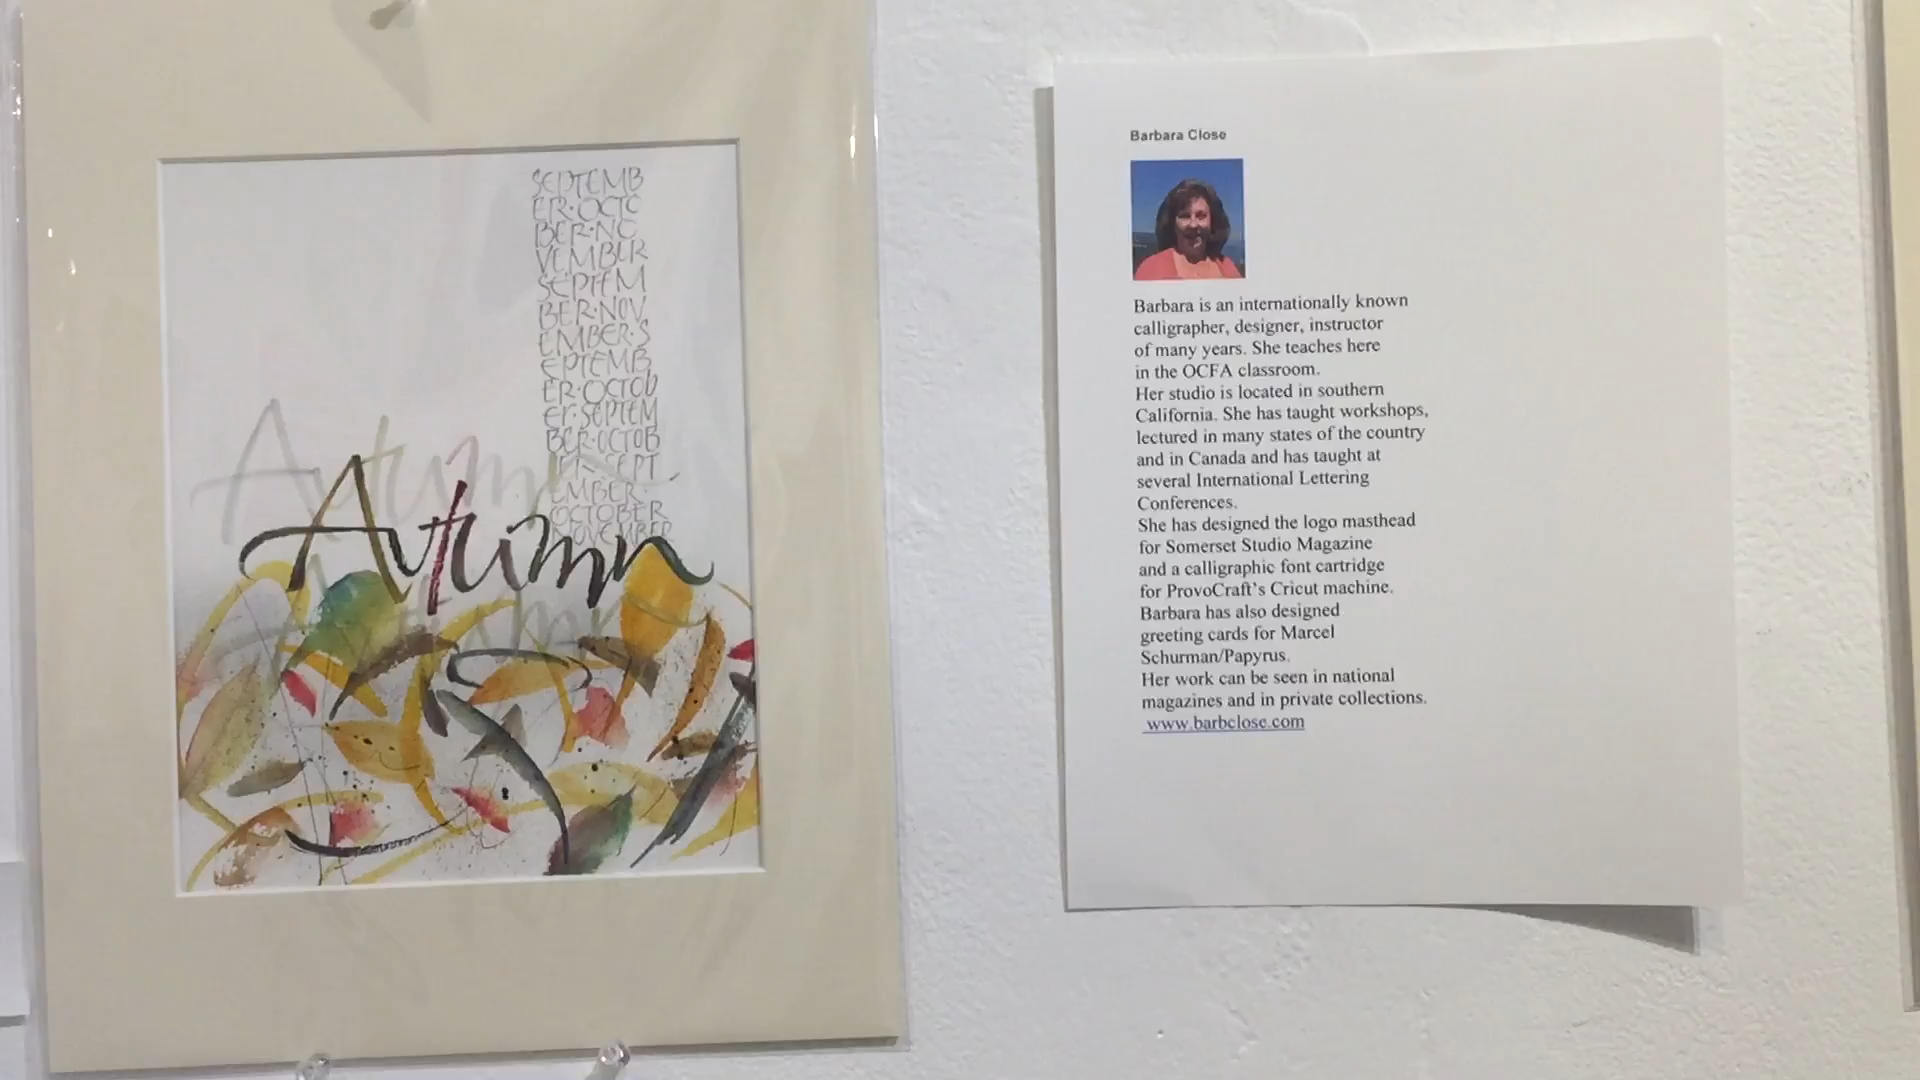 SEPTEMB
ER·OCTO
BER·NO
VEMBER
SEPTEM
BER·NOV
EMBER·S
EPTEMB
ER·OCTOB
ER·SEPTEM
BER·OCTOB
ER·SEPT
EMBER·
OCTOBER
NOVEMBER
Autumn
Autumn
Autumn
Barbara Close
Barbara is an internationally known
calligrapher, designer, instructor
of many years. She teaches here
in the OCFA classroom.
Her studio is located in southern
California. She has taught workshops,
lectured in many states of the country
and in Canada and has taught at
several International Lettering
Conferences.
She has designed the logo masthead
for Somerset Studio Magazine
and a calligraphic font cartridge
for ProvoCraft's Cricut machine.
Barbara has also designed
greeting cards for Marcel
Schurman/Papyrus.
Her work can be seen in national
magazines and in private collections.
www.barbclose.com